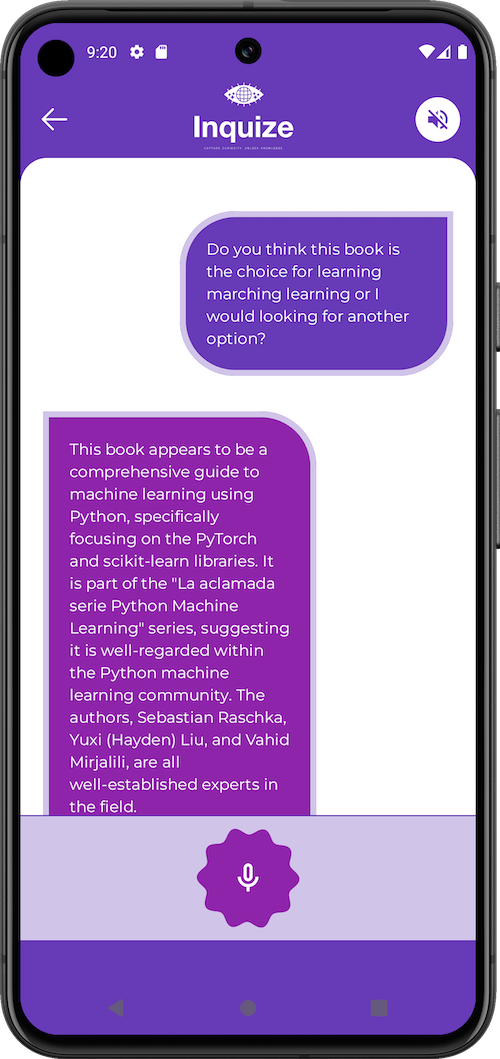 9:20
Inquize
CAPTURE CURIOSITY, UNLOCK KNOWLEDGE.
Do you think this book is
the choice for learning
marching learning or I
would looking for another
option?
This book appears to be a
comprehensive guide to
machine learning using
Python, specifically
focusing on the PyTorch
and scikit-learn libraries. It
is part of the "La aclamada
serie Python Machine
Learning" series, suggesting
it is well-regarded within
the Python machine
learning community. The
authors, Sebastian Raschka,
Yuxi (Hayden) Liu, and Vahid
Mirjalili, are all
well-established experts in
the field.